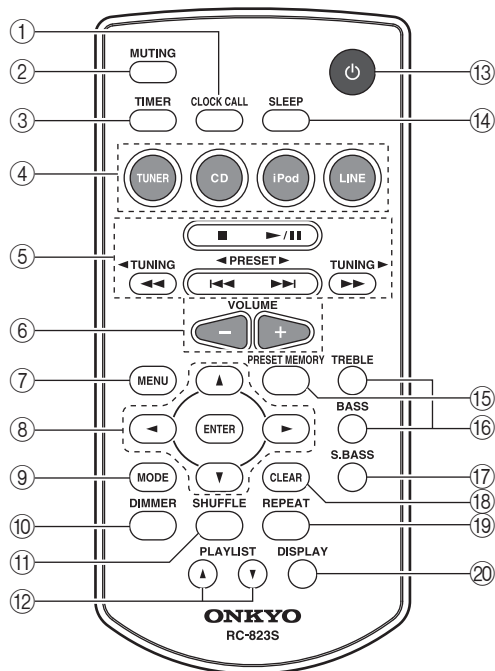 ①
② MUTING ⑬
③ TIMER CLOCK CALL SLEEP ⑭
④ TUNER CD iPod LINE
■ ►/II
⑤ ◄TUNING ◄PRESET► TUNING►
◄◄ I◄◄ ►►I ►►
⑥ VOLUME
− +
PRESET MEMORY TREBLE
⑦ MENU ▲ ⑮
BASS ⑯
⑧ ◄ ENTER ►
S.BASS ⑰
⑨ MODE ▼ CLEAR ⑱
⑩ DIMMER SHUFFLE REPEAT ⑲
⑪
PLAYLIST DISPLAY
⑫ ▲ ▼ ⑳
ONKYO
RC-823S